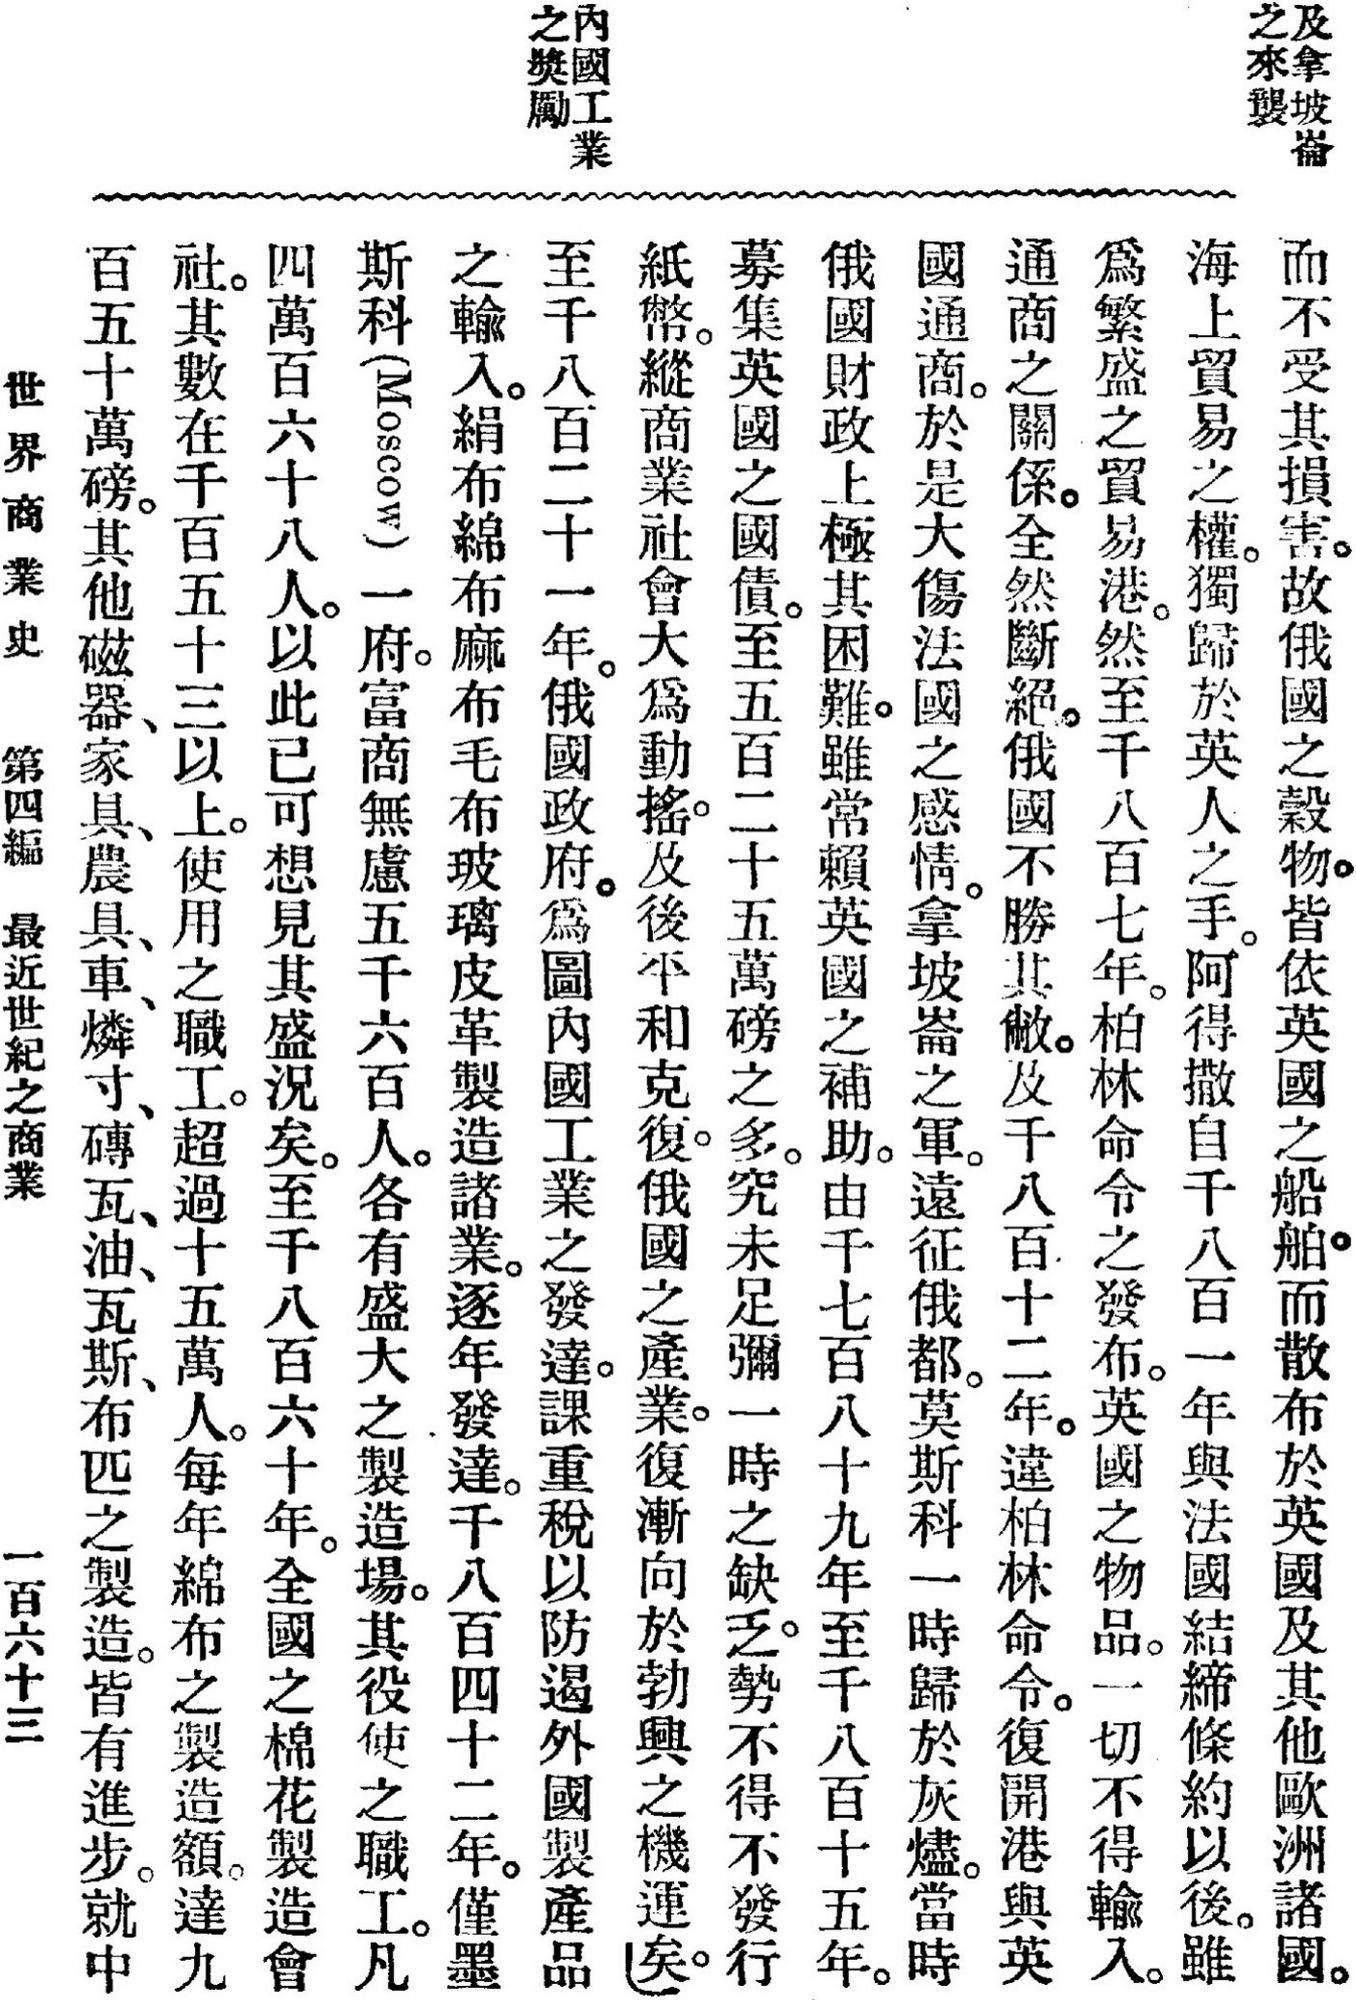 及拿坡崙
之來襲
而不受其損害。故俄國之穀物。皆依英國之船舶。而散布於英國及其他歐洲諸國。
海上貿易之權。獨歸於英人之手。阿得撒自千八百一年與法國結締條約以後。雖
爲繁盛之貿易港。然至千八百七年。柏林命令之發布。英國之物品。一切不得輸入。
通商之關係。全然斷絕。俄國不勝其敝。及千八百十二年。違柏林命令。復開港與英
國通商。於是大傷法國之感情。拿坡崙之軍。遠征俄都。莫斯科一時歸於灰燼。當時
俄國財政上極其困難。雖常賴英國之補助。由千七百八十九年至千八百十五年。
募集英國之國債。至五百二十五萬磅之多。究未足彌一時之缺乏。勢不得不發行
紙幣。縱商業社會大爲動搖。及後平和克復。俄國之產業。復漸向於勃興之機運矣。
內國工業
之獎勵
至千八百二十一年。俄國政府。爲圖內國工業之發達。課重稅以防遏外國製產品
之輸入。絹布綿布麻布毛布玻璃皮革製造諸業。逐年發達。千八百四十二年。僅墨
斯科(Moscow)一府。富商無慮五千六百人。各有盛大之製造場。其役使之職工。凡
四萬百六十八人。以此已可想見其盛況矣。至千八百六十年。全國之棉花製造會
社。其數在千百五十三以上。使用之職工。超過十五萬人。每年綿布之製造額。達九
百五十萬磅。其他磁器、家具、農具、車、燐寸、磚瓦、油、瓦斯、布匹之製造。皆有進步。就中
世界商業史 第四編 最近世紀之商業 一百六十三